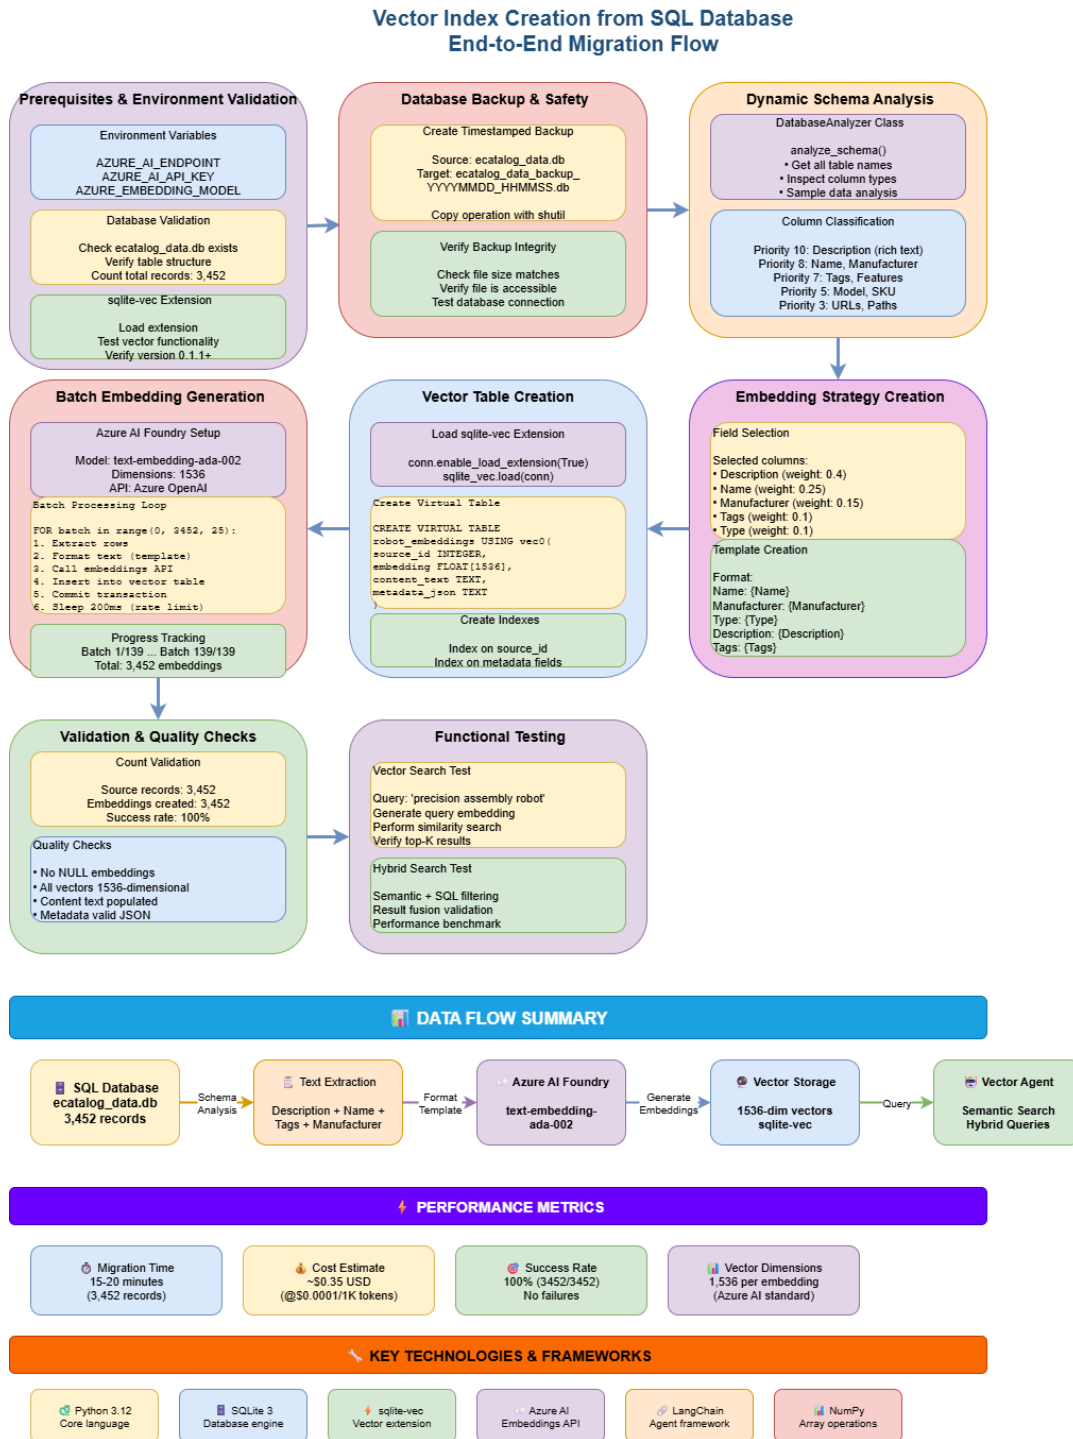 Vector Index Creation from SQL Database
End-to-End Migration Flow
Prerequisites & Environment Validation
Environment Variables
AZURE_AI_ENDPOINT
AZURE_AI_API_KEY
AZURE_EMBEDDING_MODEL
Database Validation
Check ecatalog_data.db exists
Verify table structure
Count total records: 3,452
sqlite-vec Extension
Load extension
Test vector functionality
Verify version 0.1.1+
Database Backup & Safety
Create Timestamped Backup
Source: ecatalog_data.db
Target: ecatalog_data_backup_
YYYYMMDD_HHMMSS.db
Copy operation with shutil
Verify Backup Integrity
Check file size matches
Verify file is accessible
Test database connection
Dynamic Schema Analysis
DatabaseAnalyzer Class
analyze_schema()
• Get all table names
• Inspect column types
• Sample data analysis
Column Classification
Priority 10: Description (rich text)
Priority 8: Name, Manufacturer
Priority 7: Tags, Features
Priority 5: Model, SKU
Priority 3: URLs, Paths
Batch Embedding Generation
Azure AI Foundry Setup
Model: text-embedding-ada-002
Dimensions: 1536
API: Azure OpenAI
Batch Processing Loop
FOR batch in range(0, 3452, 25):
1. Extract rows
2. Format text (template)
3. Call embeddings API
4. Insert into vector table
5. Commit transaction
6. Sleep 200ms (rate limit)
Progress Tracking
Batch 1/139 ... Batch 139/139
Total: 3,452 embeddings
Vector Table Creation
Load sqlite-vec Extension
conn.enable_load_extension(True)
sqlite_vec.load(conn)
Create Virtual Table
CREATE VIRTUAL TABLE
robot_embeddings USING vec0(
source_id INTEGER,
embedding FLOAT[1536],
content_text TEXT,
metadata_json TEXT
)
Create Indexes
Index on source_id
Index on metadata fields
Embedding Strategy Creation
Field Selection
Selected columns:
• Description (weight: 0.4)
• Name (weight: 0.25)
• Manufacturer (weight: 0.15)
• Tags (weight: 0.1)
• Type (weight: 0.1)
Template Creation
Format:
Name: {Name}
Manufacturer: {Manufacturer}
Type: {Type}
Description: {Description}
Tags: {Tags}
Validation & Quality Checks
Count Validation
Source records: 3,452
Embeddings created: 3,452
Success rate: 100%
Quality Checks
• No NULL embeddings
• All vectors 1536-dimensional
• Content text populated
• Metadata valid JSON
Functional Testing
Vector Search Test
Query: 'precision assembly robot'
Generate query embedding
Perform similarity search
Verify top-K results
Hybrid Search Test
Semantic + SQL filtering
Result fusion validation
Performance benchmark
DATA FLOW SUMMARY
SQL Database
ecatalog_data.db
3,452 records
Schema
Analysis
Text Extraction
Description + Name +
Tags + Manufacturer
Format
Template
Azure AI Foundry
text-embedding-
ada-002
Generate
Embeddings
Vector Storage
1536-dim vectors
sqlite-vec
Query
Vector Agent
Semantic Search
Hybrid Queries
PERFORMANCE METRICS
Migration Time
15-20 minutes
(3,452 records)
Cost Estimate
~$0.35 USD
(@$0.0001/1K tokens)
Success Rate
100% (3452/3452)
No failures
Vector Dimensions
1,536 per embedding
(Azure AI standard)
KEY TECHNOLOGIES & FRAMEWORKS
Python 3.12
Core language
SQLite 3
Database engine
sqlite-vec
Vector extension
Azure AI
Embeddings API
LangChain
Agent framework
NumPy
Array operations